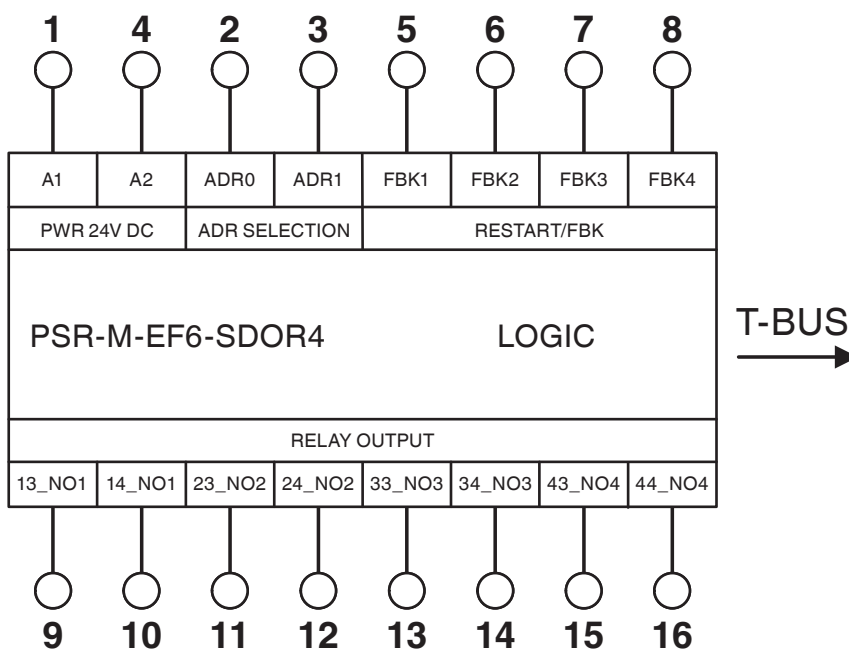 1 4 2 3 5 6 7 8
A1 A2 ADR0 ADR1 FBK1 FBK2 FBK3 FBK4
PWR 24V DC ADR SELECTION RESTART/FBK
PSR-M-EF6-SDOR4 LOGIC
T-BUS
RELAY OUTPUT
13_NO1 14_NO1 23_NO2 24_NO2 33_NO3 34_NO3 43_NO4 44_NO4
9 10 11 12 13 14 15 16